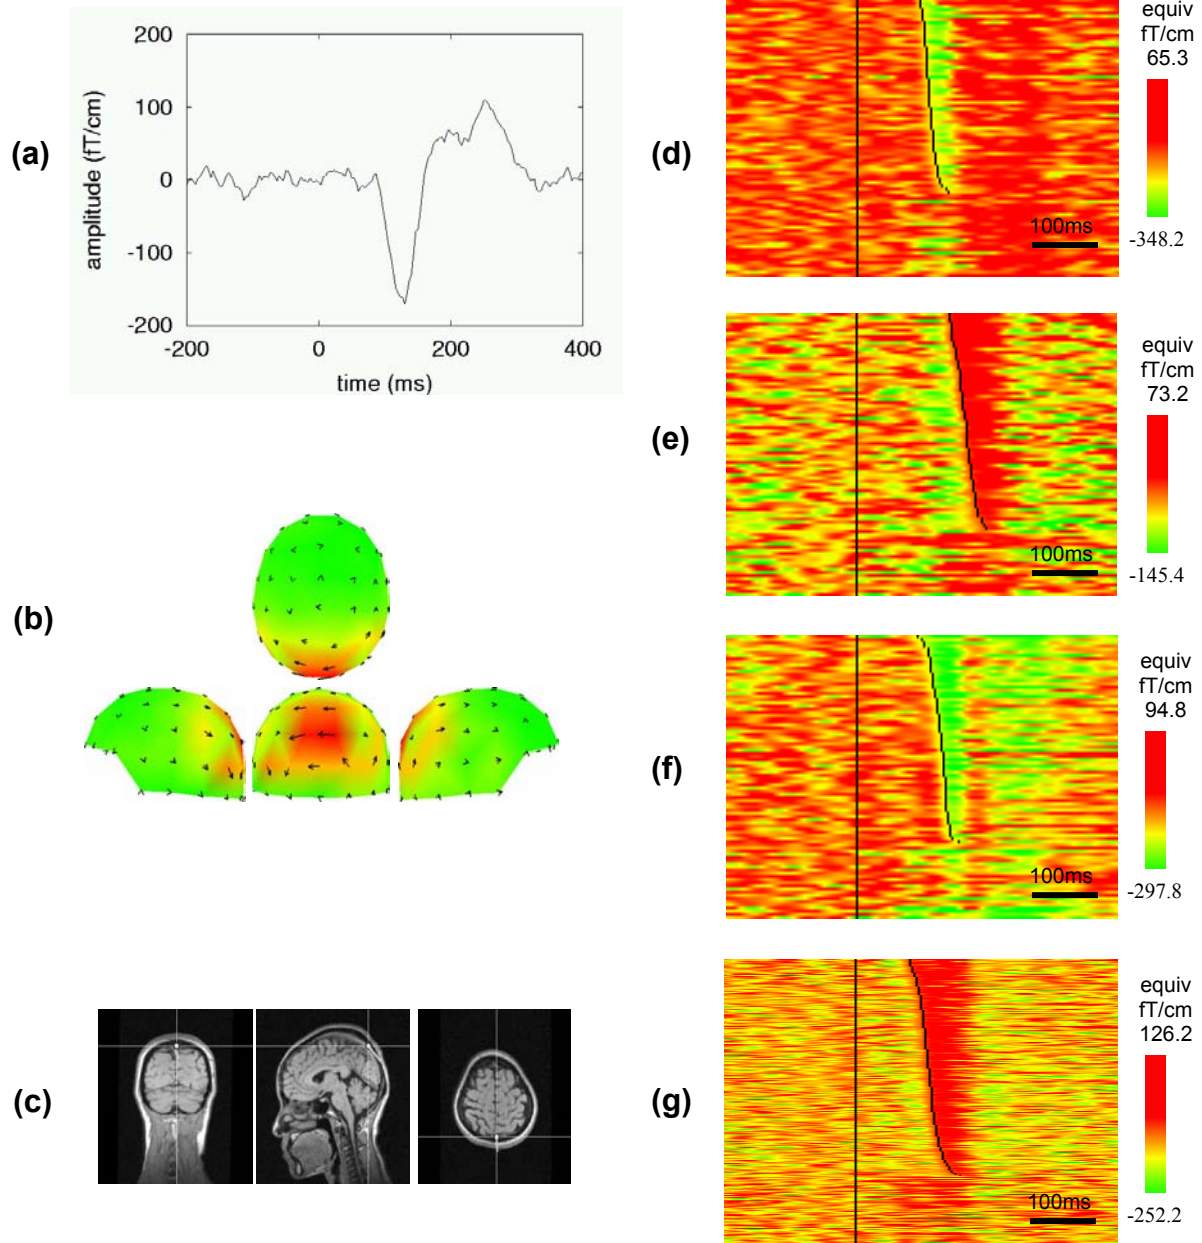 (a)
200
100
0
-100
-200
amplitude (fT/cm)
-200
0
200
400
time (ms)
(b)
(c)
(d)
100ms
equiv
fT/cm
65.3
-348.2
(e)
100ms
equiv
fT/cm
73.2
-145.4
(f)
100ms
equiv
fT/cm
94.8
-297.8
(g)
100ms
equiv
fT/cm
126.2
-252.2